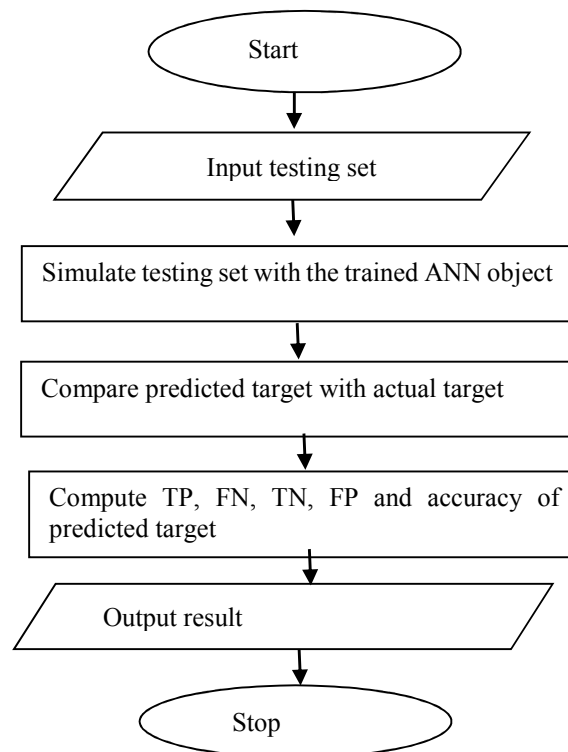 Start
Input testing set
Simulate testing set with the trained ANN object
Compare predicted target with actual target
Compute TP, FN, TN, FP and accuracy of
predicted target
Output result
Stop